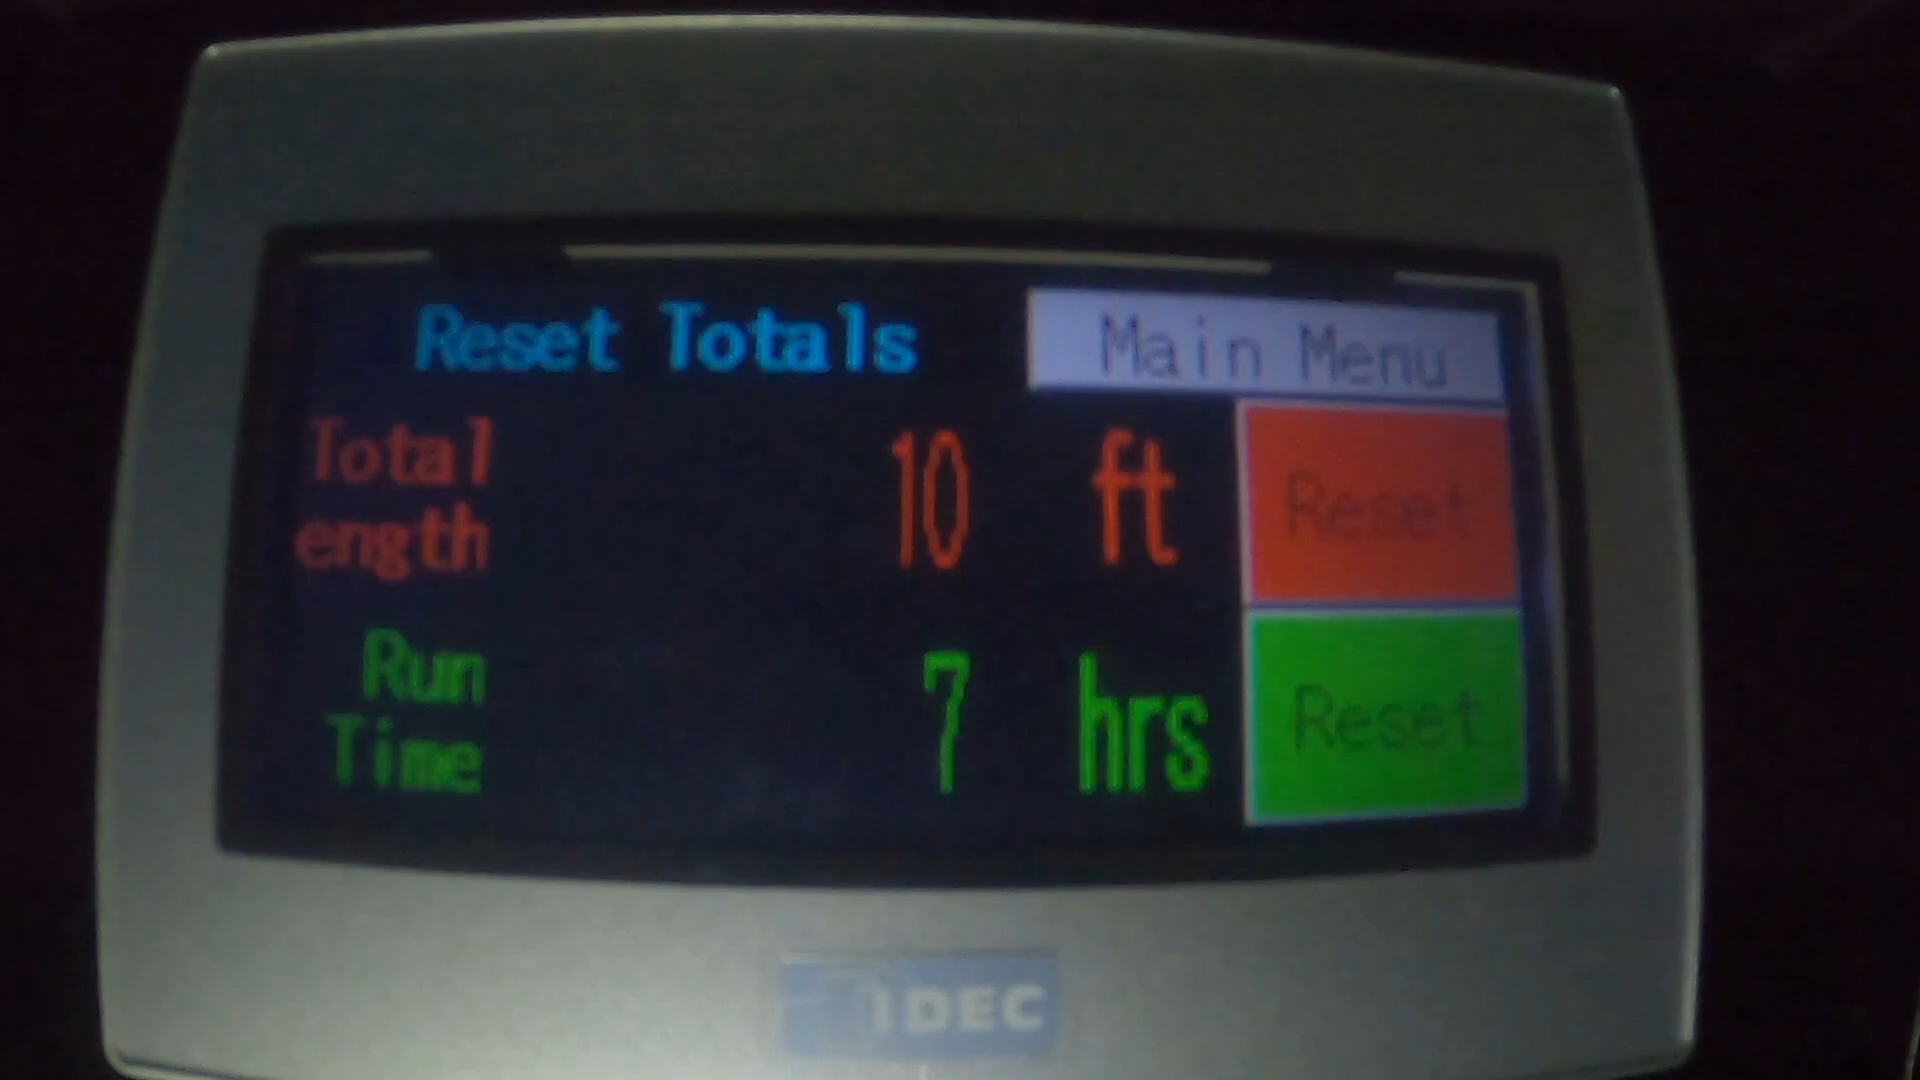 Reset Totals
Main Menu
Total
ength
10 ft
Reset
Run
Time
7 hrs
Reset
IDEC